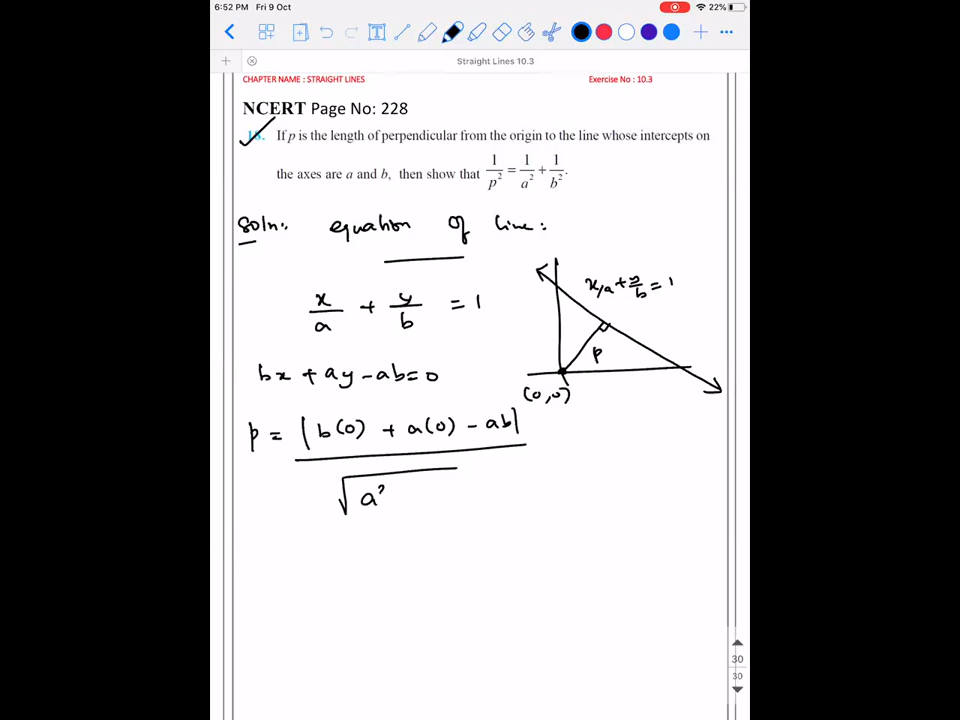 6:52 PM Fri 9 Oct 22%
Straight Lines 10.3
CHAPTER NAME : STRAIGHT LINES Exercise No : 10.3
NCERT Page No: 228
If p is the length of perpendicular from the origin to the line whose intercepts on
the axes are a and b, then show that 1/p² = 1/a² + 1/b².
Soln: equation of line:
x/a + y/b = 1
x/a + y/b = 1
p
(0,0)
bx + ay - ab = 0
p = |b(0) + a(0) - ab|
√a²
30
30